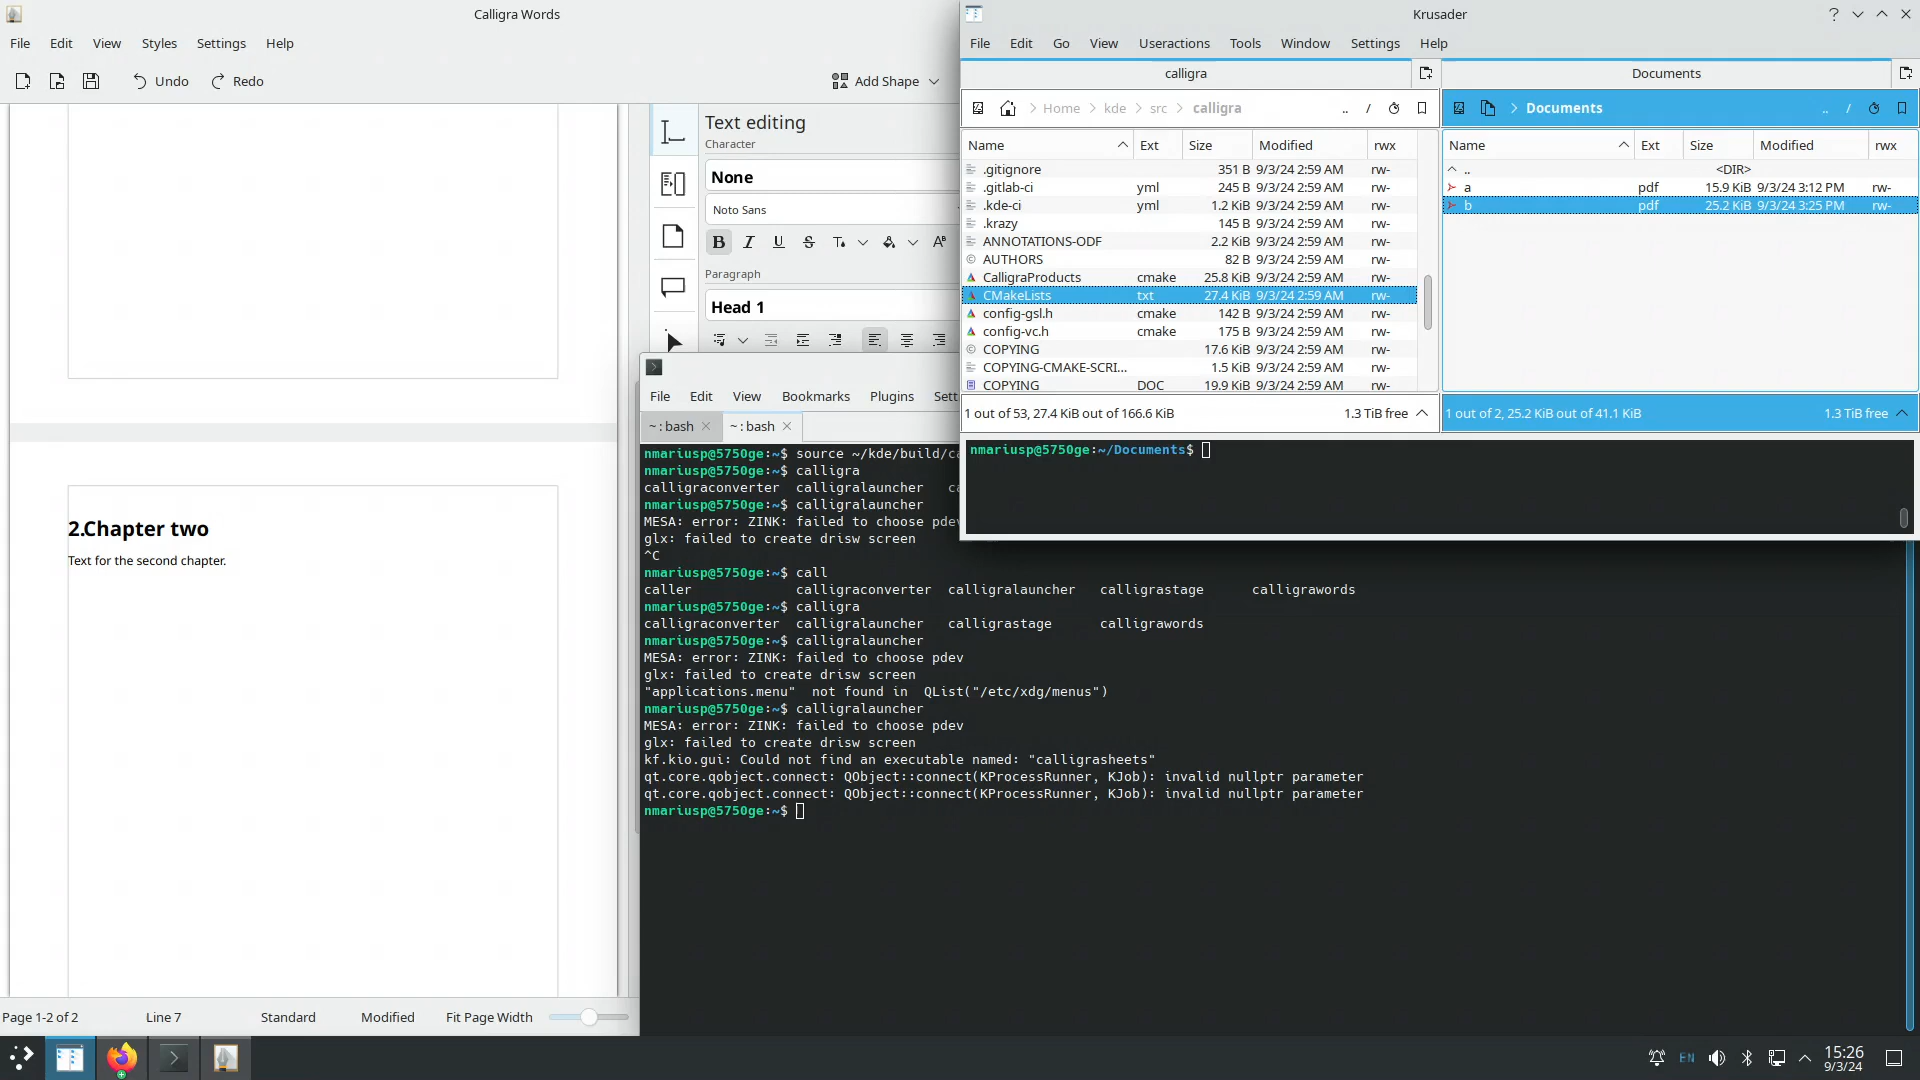 Calligra Words
File Edit View Styles Settings Help
Undo Redo Add Shape
Text editing
Character
None
Noto Sans
B I U S
Paragraph
Head 1
2.Chapter two
Text for the second chapter.
Page 1-2 of 2 Line 7 Standard Modified Fit Page Width
File Edit View Bookmarks Plugins Sett
~ : bash ~ : bash
nmariusp@5750ge:~$ source ~/kde/build/ca
nmariusp@5750ge:~$ calligra
calligraconverter calligralauncher ca
nmariusp@5750ge:~$ calligralauncher
MESA: error: ZINK: failed to choose pdev
glx: failed to create drisw screen
^C
nmariusp@5750ge:~$ call
caller calligraconverter calligralauncher calligrastage calligrawords
nmariusp@5750ge:~$ calligra
calligraconverter calligralauncher calligrastage calligrawords
nmariusp@5750ge:~$ calligralauncher
MESA: error: ZINK: failed to choose pdev
glx: failed to create drisw screen
"applications.menu" not found in QList("/etc/xdg/menus")
nmariusp@5750ge:~$ calligralauncher
MESA: error: ZINK: failed to choose pdev
glx: failed to create drisw screen
kf.kio.gui: Could not find an executable named: "calligrasheets"
qt.core.qobject.connect: QObject::connect(KProcessRunner, KJob): invalid nullptr parameter
qt.core.qobject.connect: QObject::connect(KProcessRunner, KJob): invalid nullptr parameter
nmariusp@5750ge:~$
Krusader
File Edit Go View Useractions Tools Window Settings Help
calligra
Home kde src calligra .. /
Name Ext Size Modified rwx
.gitignore 351 B 9/3/24 2:59 AM rw-
.gitlab-ci yml 245 B 9/3/24 2:59 AM rw-
.kde-ci yml 1.2 KiB 9/3/24 2:59 AM rw-
.krazy 145 B 9/3/24 2:59 AM rw-
ANNOTATIONS-ODF 2.2 KiB 9/3/24 2:59 AM rw-
AUTHORS 82 B 9/3/24 2:59 AM rw-
CalligraProducts cmake 25.8 KiB 9/3/24 2:59 AM rw-
CMakeLists txt 27.4 KiB 9/3/24 2:59 AM rw-
config-gsl.h cmake 142 B 9/3/24 2:59 AM rw-
config-vc.h cmake 175 B 9/3/24 2:59 AM rw-
COPYING 17.6 KiB 9/3/24 2:59 AM rw-
COPYING-CMAKE-SCRI... 1.5 KiB 9/3/24 2:59 AM rw-
COPYING DOC 19.9 KiB 9/3/24 2:59 AM rw-
1 out of 53, 27.4 KiB out of 166.6 KiB 1.3 TiB free
Documents
Documents .. /
Name Ext Size Modified rwx
.. <DIR>
a pdf 15.9 KiB 9/3/24 3:12 PM rw-
b pdf 25.2 KiB 9/3/24 3:25 PM rw-
1 out of 2, 25.2 KiB out of 41.1 KiB 1.3 TiB free
nmariusp@5750ge:~/Documents$
EN
15:26
9/3/24